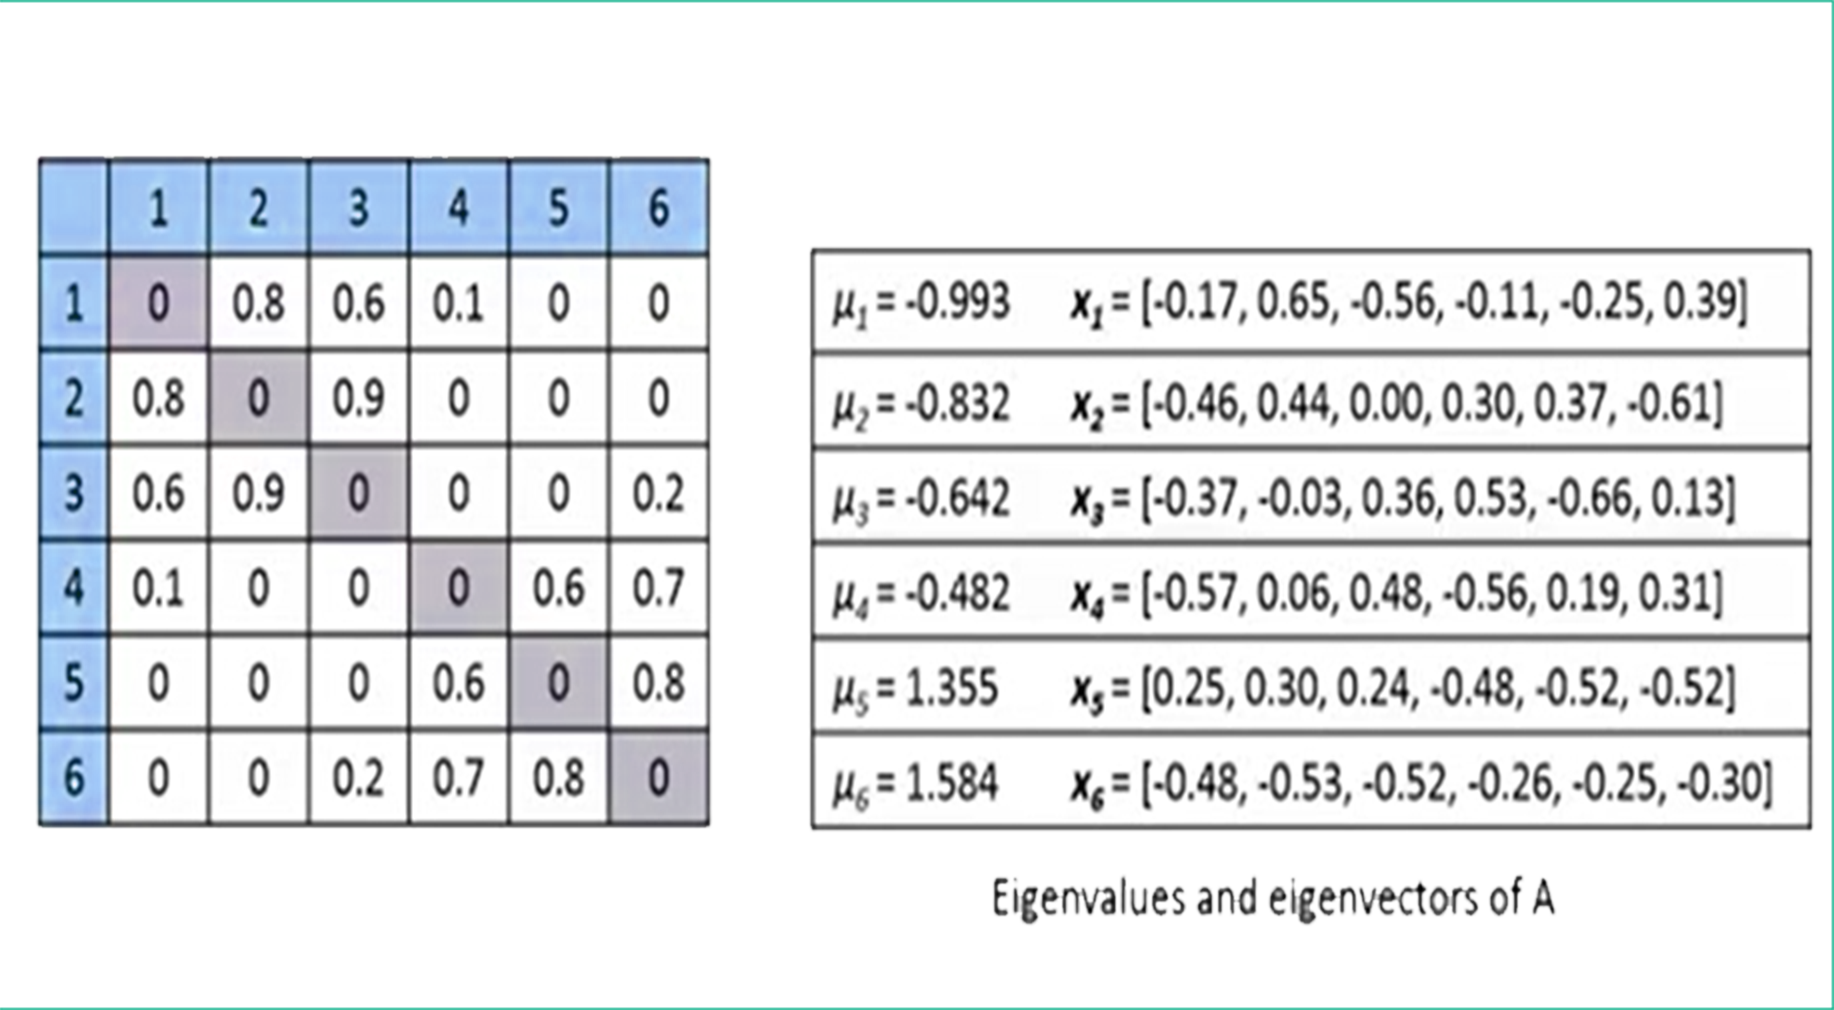 1 2 3 4 5 6
1 0 0.8 0.6 0.1 0 0
2 0.8 0 0.9 0 0 0
3 0.6 0.9 0 0 0 0.2
4 0.1 0 0 0 0.6 0.7
5 0 0 0 0.6 0 0.8
6 0 0 0.2 0.7 0.8 0
μ₁ = -0.993 x₁ = [-0.17, 0.65, -0.56, -0.11, -0.25, 0.39]
μ₂ = -0.832 x₂ = [-0.46, 0.44, 0.00, 0.30, 0.37, -0.61]
μ₃ = -0.642 x₃ = [-0.37, -0.03, 0.36, 0.53, -0.66, 0.13]
μ₄ = -0.482 x₄ = [-0.57, 0.06, 0.48, -0.56, 0.19, 0.31]
μ₅ = 1.355 x₅ = [0.25, 0.30, 0.24, -0.48, -0.52, -0.52]
μ₆ = 1.584 x₆ = [-0.48, -0.53, -0.52, -0.26, -0.25, -0.30]
Eigenvalues and eigenvectors of A